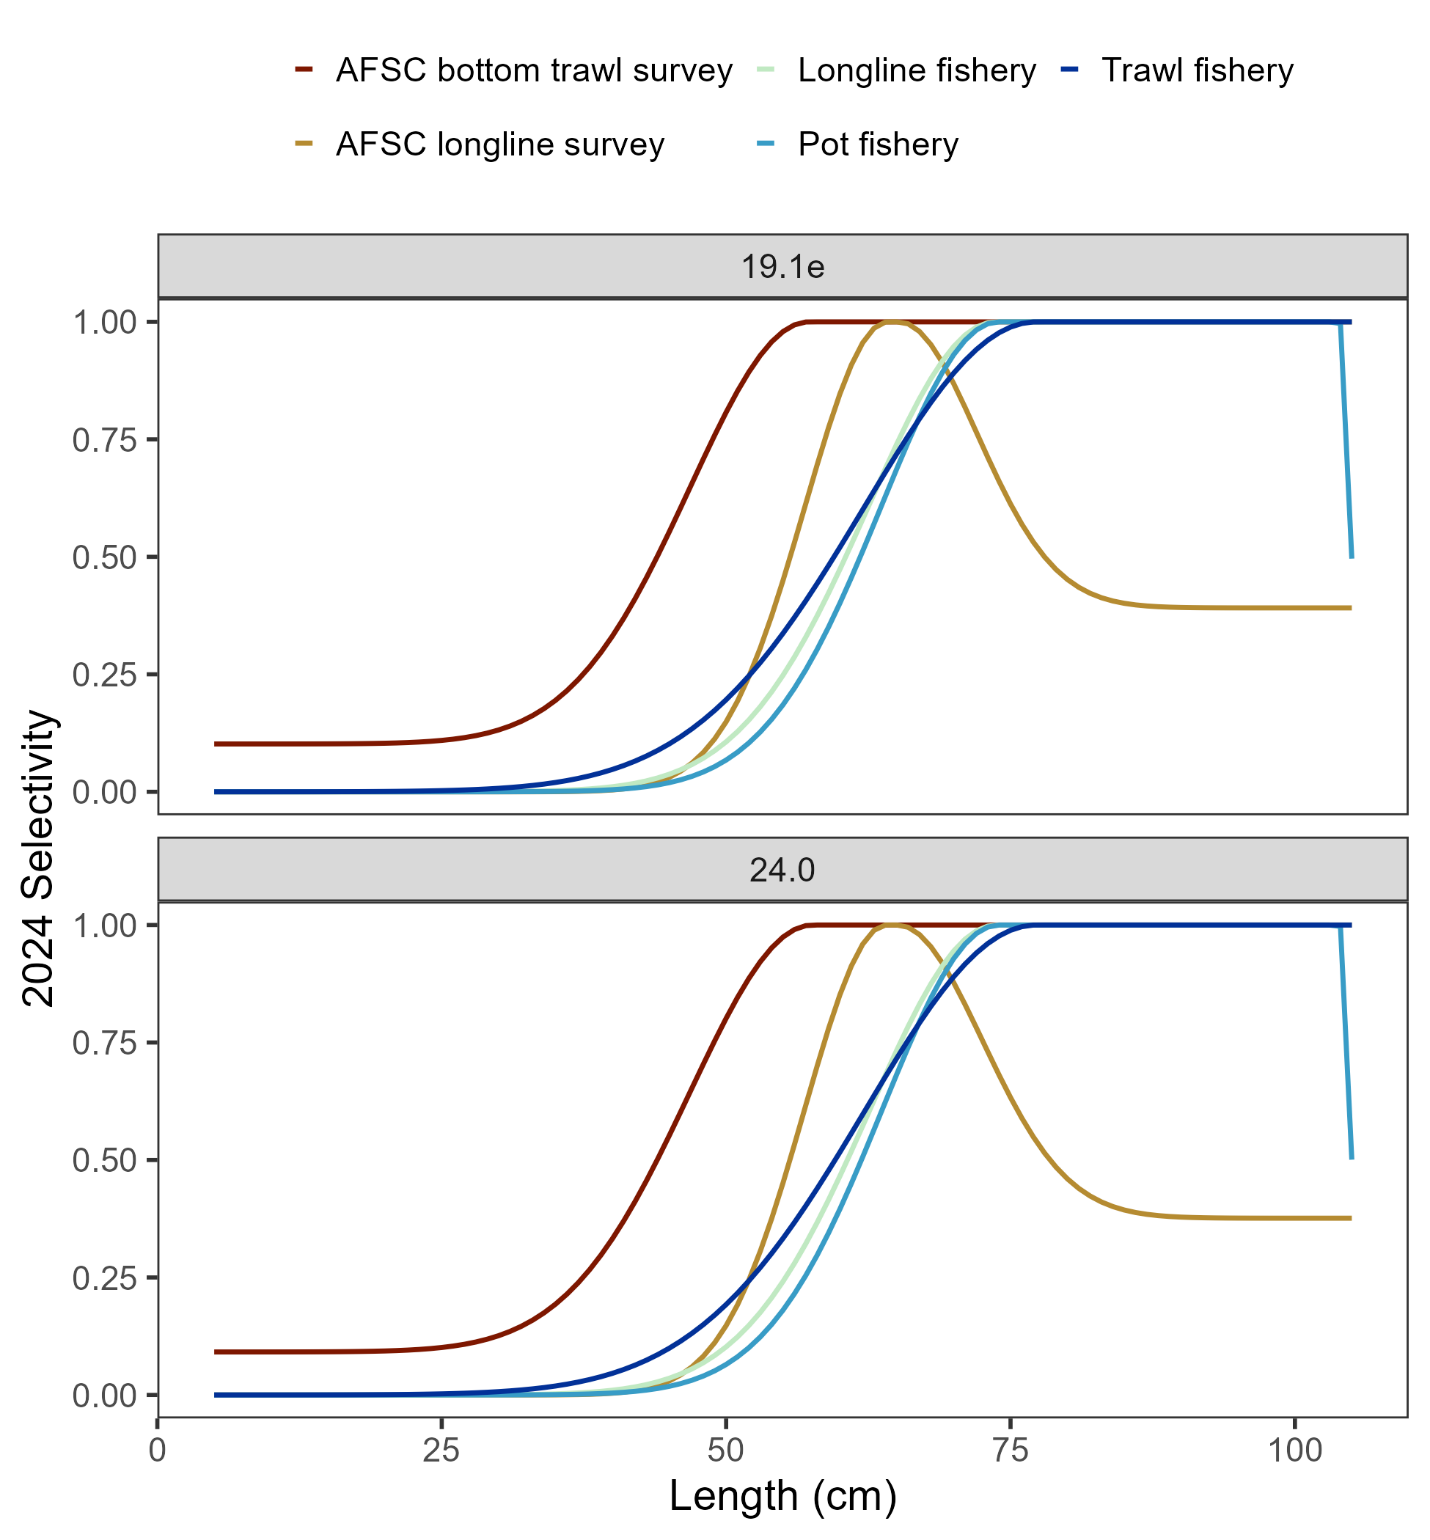 AFSC bottom trawl survey Longline fishery Trawl fishery
AFSC longline survey Pot fishery
19.1e
1.00
0.75
0.50
0.25
0.00
2024 Selectivity
24.0
1.00
0.75
0.50
0.25
0.00
0 25 50 75 100
Length (cm)